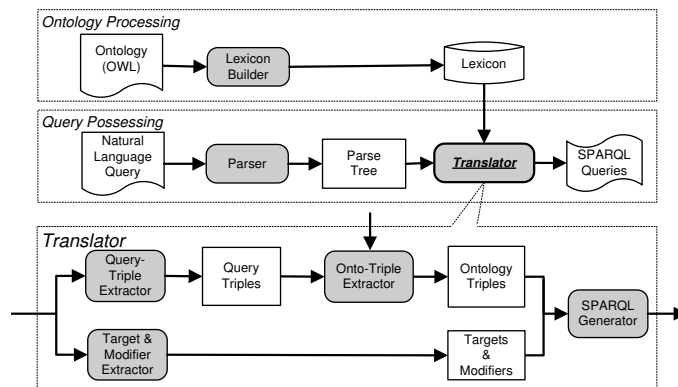 Ontology Processing
Ontology
(OWL)
Lexicon
Builder
Lexicon
Query Possessing
Natural
Language
Query
Parser
Parse
Tree
Translator
SPARQL
Queries
Translator
Query-
Triple
Extractor
Query
Triples
Onto-Triple
Extractor
Ontology
Triples
SPARQL
Generator
Target &
Modifier
Extractor
Targets
&
Modifiers